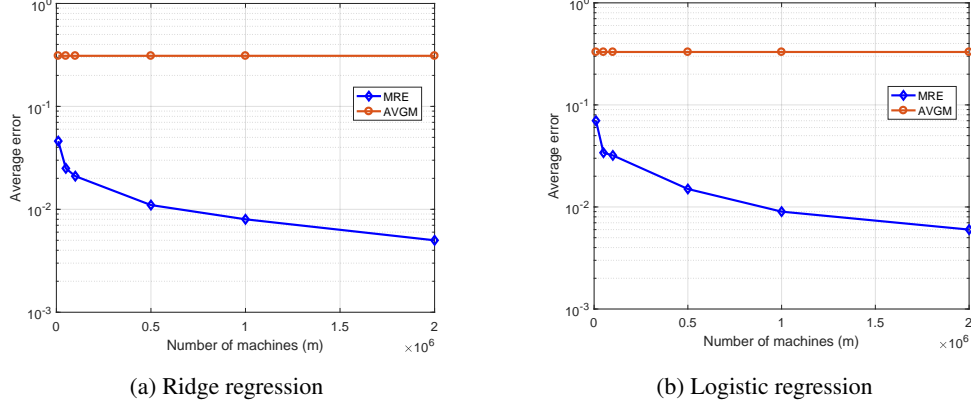 10^0
10^-1
10^-2
10^-3
Average error
MRE
AVGM
0
0.5
1
1.5
2
×10^6
Number of machines (m)
(a) Ridge regression
10^0
10^-1
10^-2
10^-3
Average error
MRE
AVGM
0
0.5
1
1.5
2
×10^6
Number of machines (m)
(b) Logistic regression